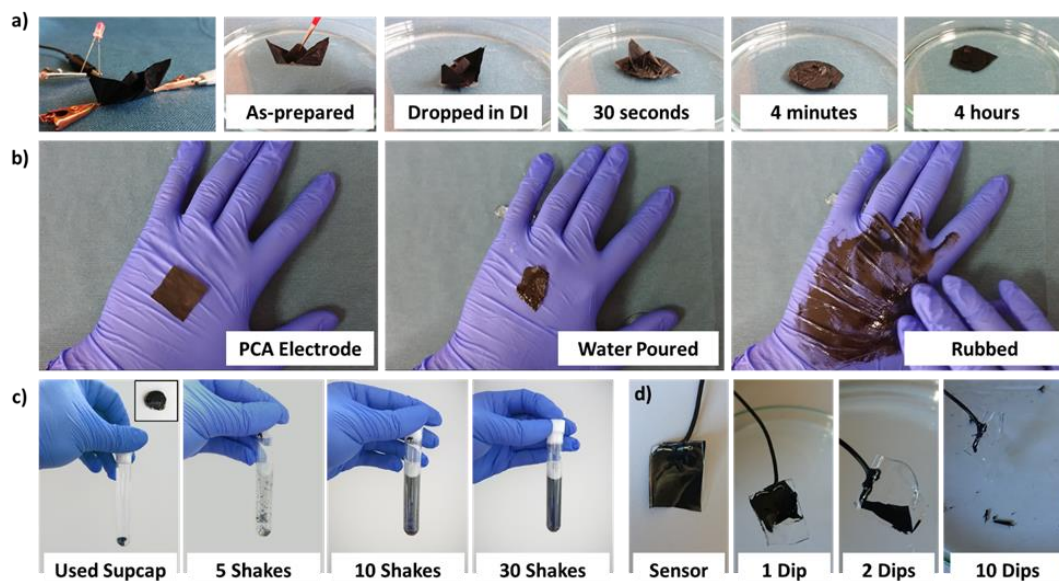 a)
As-prepared
Dropped in DI
30 seconds
4 minutes
4 hours
b)
PCA Electrode
Water Poured
Rubbed
c)
Used Supcap
5 Shakes
10 Shakes
30 Shakes
d)
Sensor
1 Dip
2 Dips
10 Dips